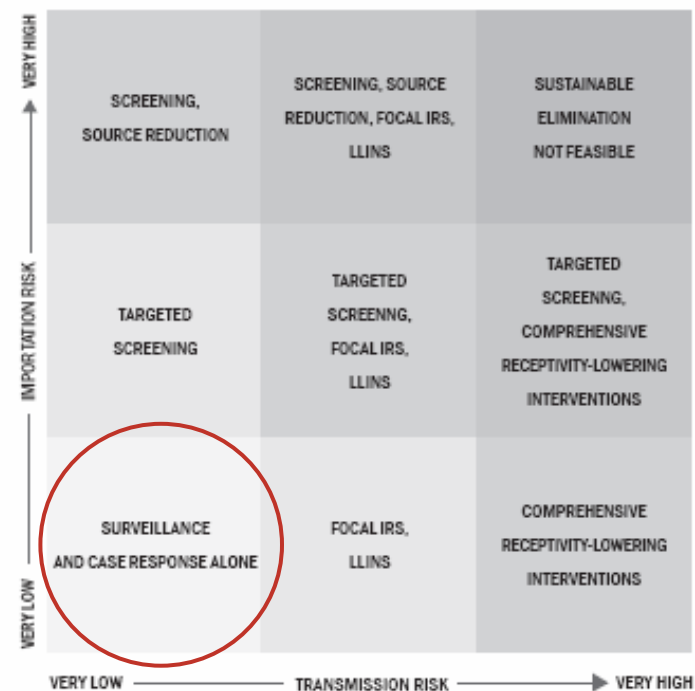 VERY HIGH
IMPORTATION RISK
VERY LOW
SCREENING,
SOURCE REDUCTION
SCREENING, SOURCE
REDUCTION, FOCAL IRS,
LLINS
SUSTAINABLE
ELIMINATION
NOT FEASIBLE
TARGETED
SCREENING
TARGETED
SCREENNG,
FOCAL IRS,
LLINS
TARGETED
SCREENNG,
COMPREHENSIVE
RECEPTIVITY-LOWERING
INTERVENTIONS
SURVEILLANCE
AND CASE RESPONSE ALONE
FOCAL IRS,
LLINS
COMPREHENSIVE
RECEPTIVITY-LOWERING
INTERVENTIONS
VERY LOW TRANSMISSION RISK VERY HIGH